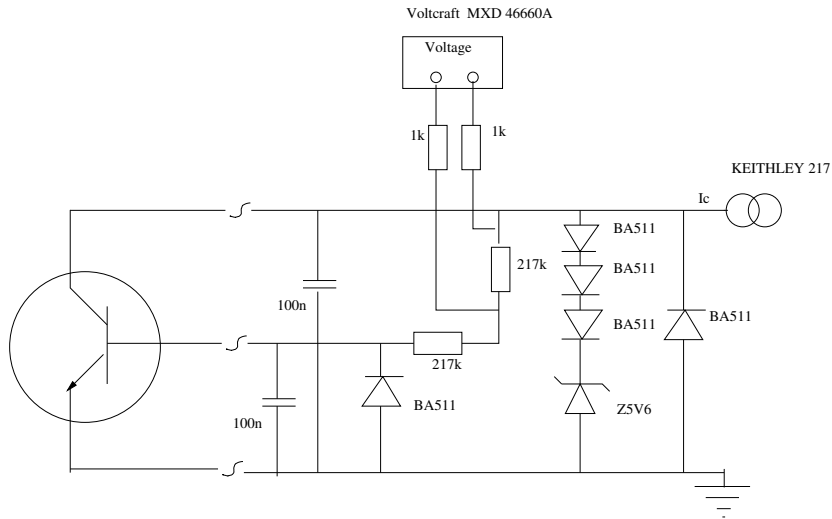 Voltcraft MXD 46660A
Voltage
1k
1k
KEITHLEY 217
Ic
BA511
217k
BA511
100n
BA511
BA511
217k
BA511
Z5V6
100n